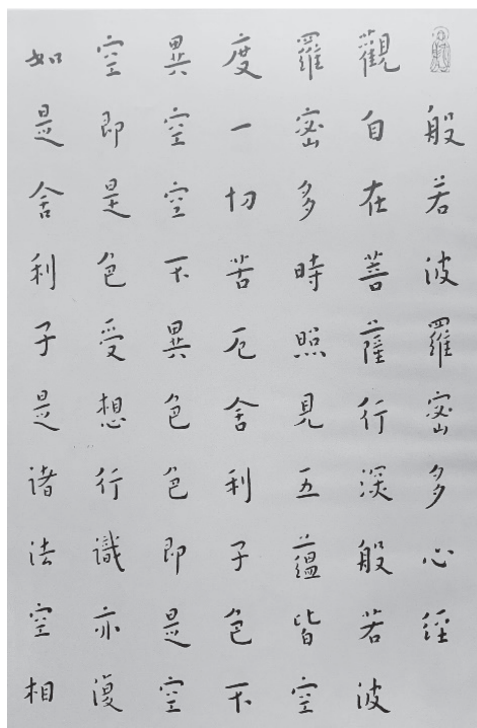 般若波羅密多心經
觀自在菩薩行深般若波
羅密多時照見五蘊皆空
度一切苦厄舍利子色不
異空空不異色色即是空
空即是色受想行識亦復
如是舍利子是諸法空相